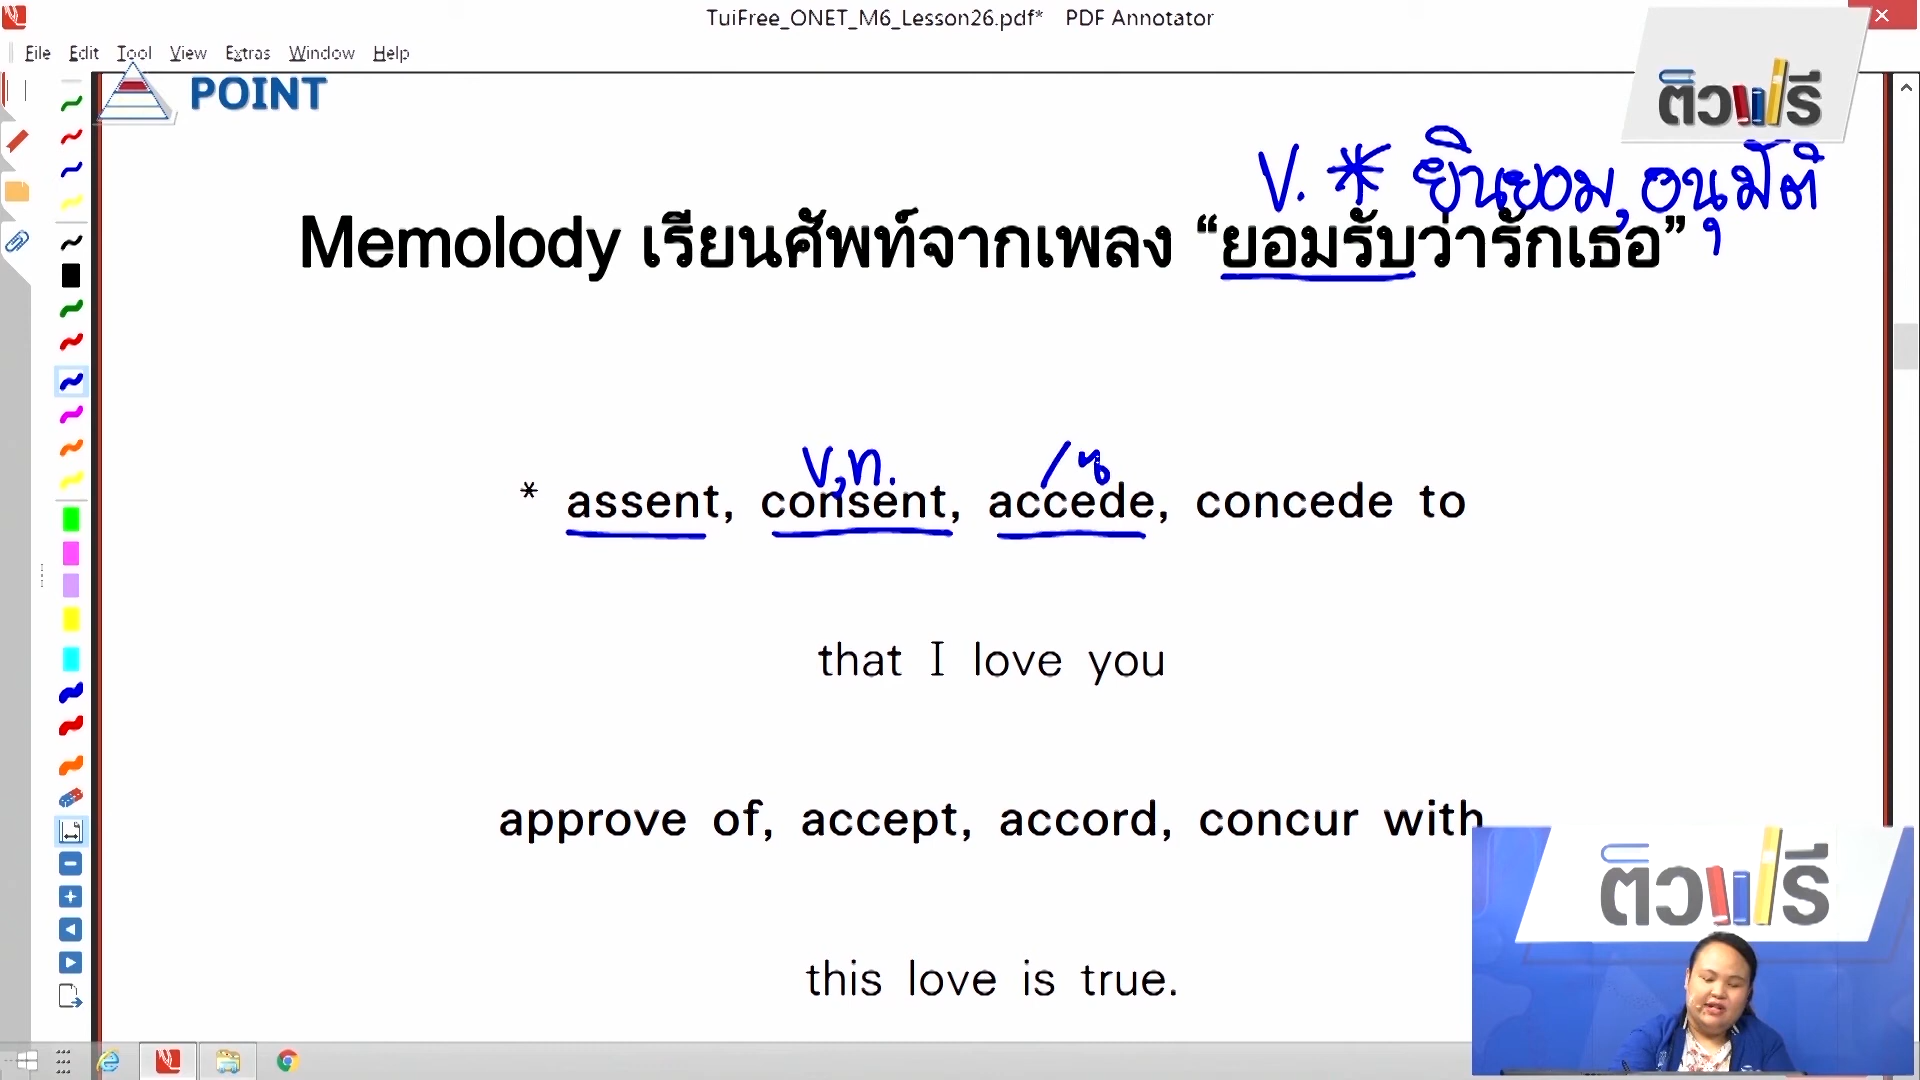 TuiFree_ONET_M6_Lesson26.pdf* PDF Annotator
File Edit Tool View Extras Window Help
POINT
ติวฟรี
V. * ยินยอม, อนุมัติ
Memolody เรียนศัพท์จากเพลง “ยอมรับว่ารักเธอ”
V, n.
* assent, consent, accede, concede to
that I love you
approve of, accept, accord, concur with
this love is true.
ติวฟรี